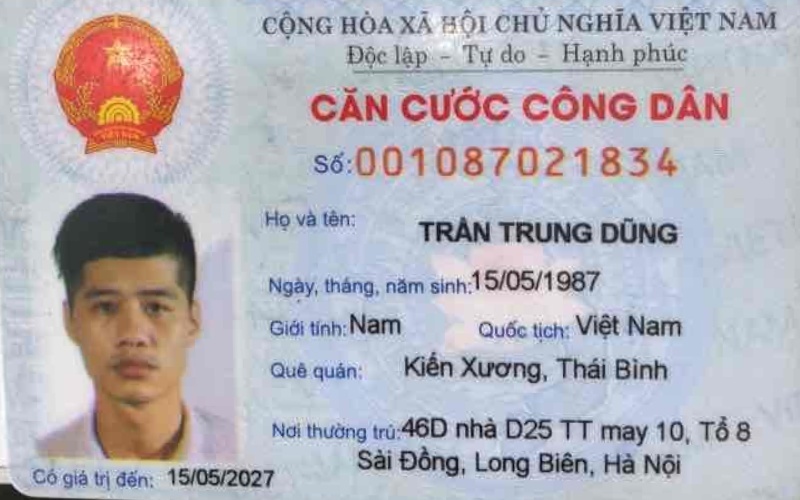 CỘNG HÒA XÃ HỘI CHỦ NGHĨA VIỆT NAM
Độc lập - Tự do - Hạnh phúc
CĂN CƯỚC CÔNG DÂN
Số: 001087021834
Họ và tên: TRẦN TRUNG DŨNG
Ngày, tháng, năm sinh: 15/05/1987
Giới tính: Nam Quốc tịch: Việt Nam
Quê quán: Kiến Xương, Thái Bình
Nơi thường trú: 46D nhà D25 TT may 10, Tổ 8
Sài Đồng, Long Biên, Hà Nội
Có giá trị đến: 15/05/2027